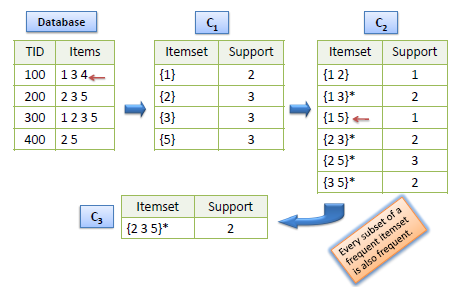 Database
TID Items
100 1 3 4
200 2 3 5
300 1 2 3 5
400 2 5
C1
Itemset Support
{1} 2
{2} 3
{3} 3
{5} 3
C2
Itemset Support
{1 2} 1
{1 3}* 2
{1 5} 1
{2 3}* 2
{2 5}* 3
{3 5}* 2
C3
Itemset Support
{2 3 5}* 2
Every subset of a
frequent itemset
is also frequent.